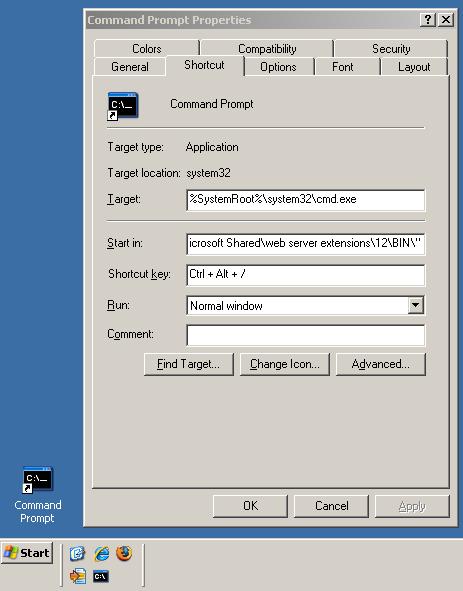 Command Prompt Properties
Colors Compatibility Security
General Shortcut Options Font Layout
C:\_
Command Prompt
Target type: Application
Target location: system32
Target: %SystemRoot%\system32\cmd.exe
Start in: icrosoft Shared\web server extensions\12\BIN\"
Shortcut key: Ctrl + Alt + /
Run: Normal window
Comment:
Find Target... Change Icon... Advanced...
OK Cancel Apply
C:\_
Command
Prompt
Start
C:\